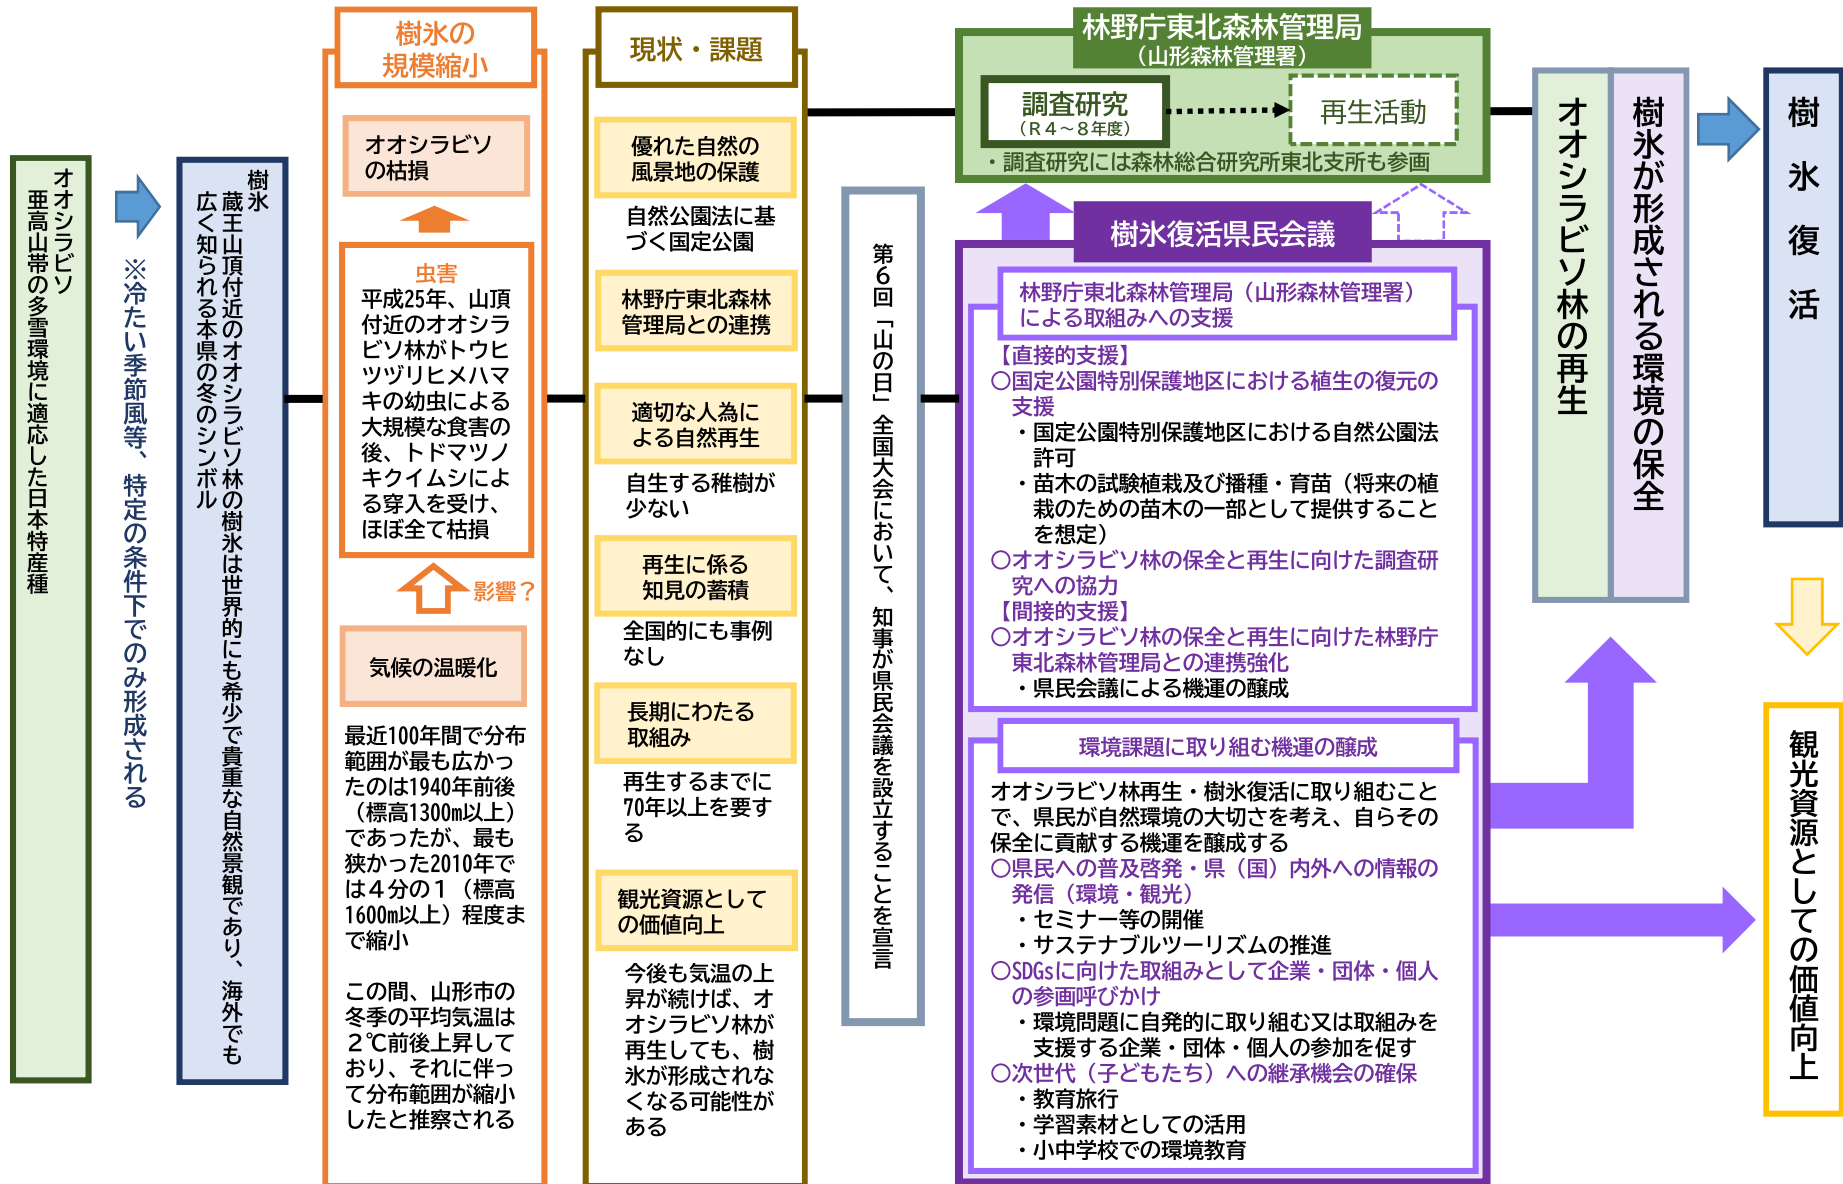 オオシラビソ
亜高山帯の多雪環境に適応した日本特産種
※冷たい季節風等、特定の条件下でのみ形成される
樹氷
蔵王山頂付近のオオシラビソ林の樹氷は世界的にも希少で貴重な自然景観であり、海外でも
広く知られる本県の冬のシンボル
樹氷の
規模縮小
オオシラビソ
の枯損
虫害
平成25年、山頂
付近のオオシラ
ビソ林がトウヒ
ツヅリヒメハマ
キの幼虫による
大規模な食害の
後、トドマツノ
キクイムシによ
る穿入を受け、
ほぼ全て枯損
影響？
気候の温暖化
最近100年間で分布
範囲が最も広かっ
たのは1940年前後
（標高1300m以上）
であったが、最も
狭かった2010年で
は４分の１（標高
1600m以上）程度ま
で縮小
この間、山形市の
冬季の平均気温は
２℃前後上昇して
おり、それに伴っ
て分布範囲が縮小
したと推察される
現状・課題
優れた自然の
風景地の保護
自然公園法に基
づく国定公園
林野庁東北森林
管理局との連携
適切な人為に
よる自然再生
自生する稚樹が
少ない
再生に係る
知見の蓄積
全国的にも事例
なし
長期にわたる
取組み
再生するまでに
70年以上を要す
る
観光資源として
の価値向上
今後も気温の上
昇が続けば、オ
オシラビソ林が
再生しても、樹
氷が形成されな
くなる可能性が
ある
第６回「山の日」全国大会において、知事が県民会議を設立することを宣言
林野庁東北森林管理局
（山形森林管理署）
調査研究
（Ｒ４～８年度）
再生活動
・調査研究には森林総合研究所東北支所も参画
樹氷復活県民会議
林野庁東北森林管理局（山形森林管理署）
による取組みへの支援
【直接的支援】
〇国定公園特別保護地区における植生の復元の
支援
・国定公園特別保護地区における自然公園法
許可
・苗木の試験植栽及び播種・育苗（将来の植
栽のための苗木の一部として提供すること
を想定）
〇オオシラビソ林の保全と再生に向けた調査研
究への協力
【間接的支援】
〇オオシラビソ林の保全と再生に向けた林野庁
東北森林管理局との連携強化
・県民会議による機運の醸成
環境課題に取り組む機運の醸成
オオシラビソ林再生・樹氷復活に取り組むこと
で、県民が自然環境の大切さを考え、自らその
保全に貢献する機運を醸成する
〇県民への普及啓発・県（国）内外への情報の
発信（環境・観光）
・セミナー等の開催
・サステナブルツーリズムの推進
〇SDGsに向けた取組みとして企業・団体・個人
の参画呼びかけ
・環境問題に自発的に取り組む又は取組みを
支援する企業・団体・個人の参加を促す
〇次世代（子どもたち）への継承機会の確保
・教育旅行
・学習素材としての活用
・小中学校での環境教育
オオシラビソ林の再生
樹氷が形成される環境の保全
樹氷復活
観光資源としての価値向上